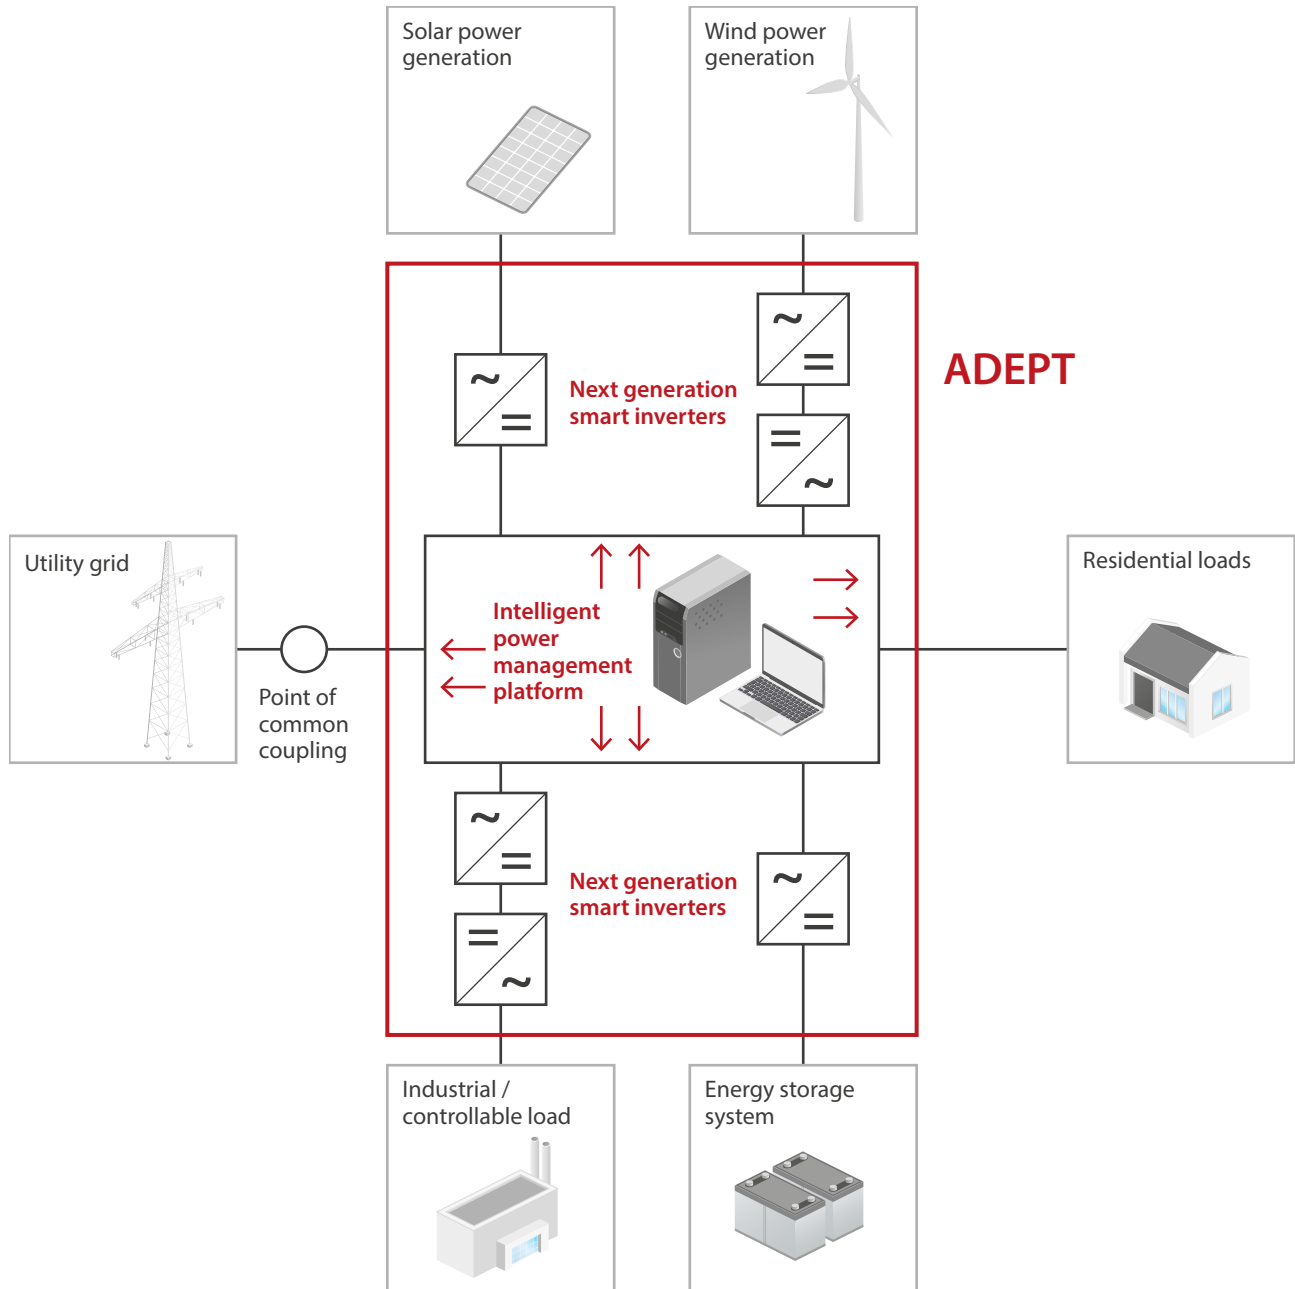 Solar power
generation
Wind power
generation
ADEPT
Next generation
smart inverters
Utility grid
Point of
common
coupling
Intelligent
power
management
platform
Residential loads
Next generation
smart inverters
Industrial /
controllable load
Energy storage
system